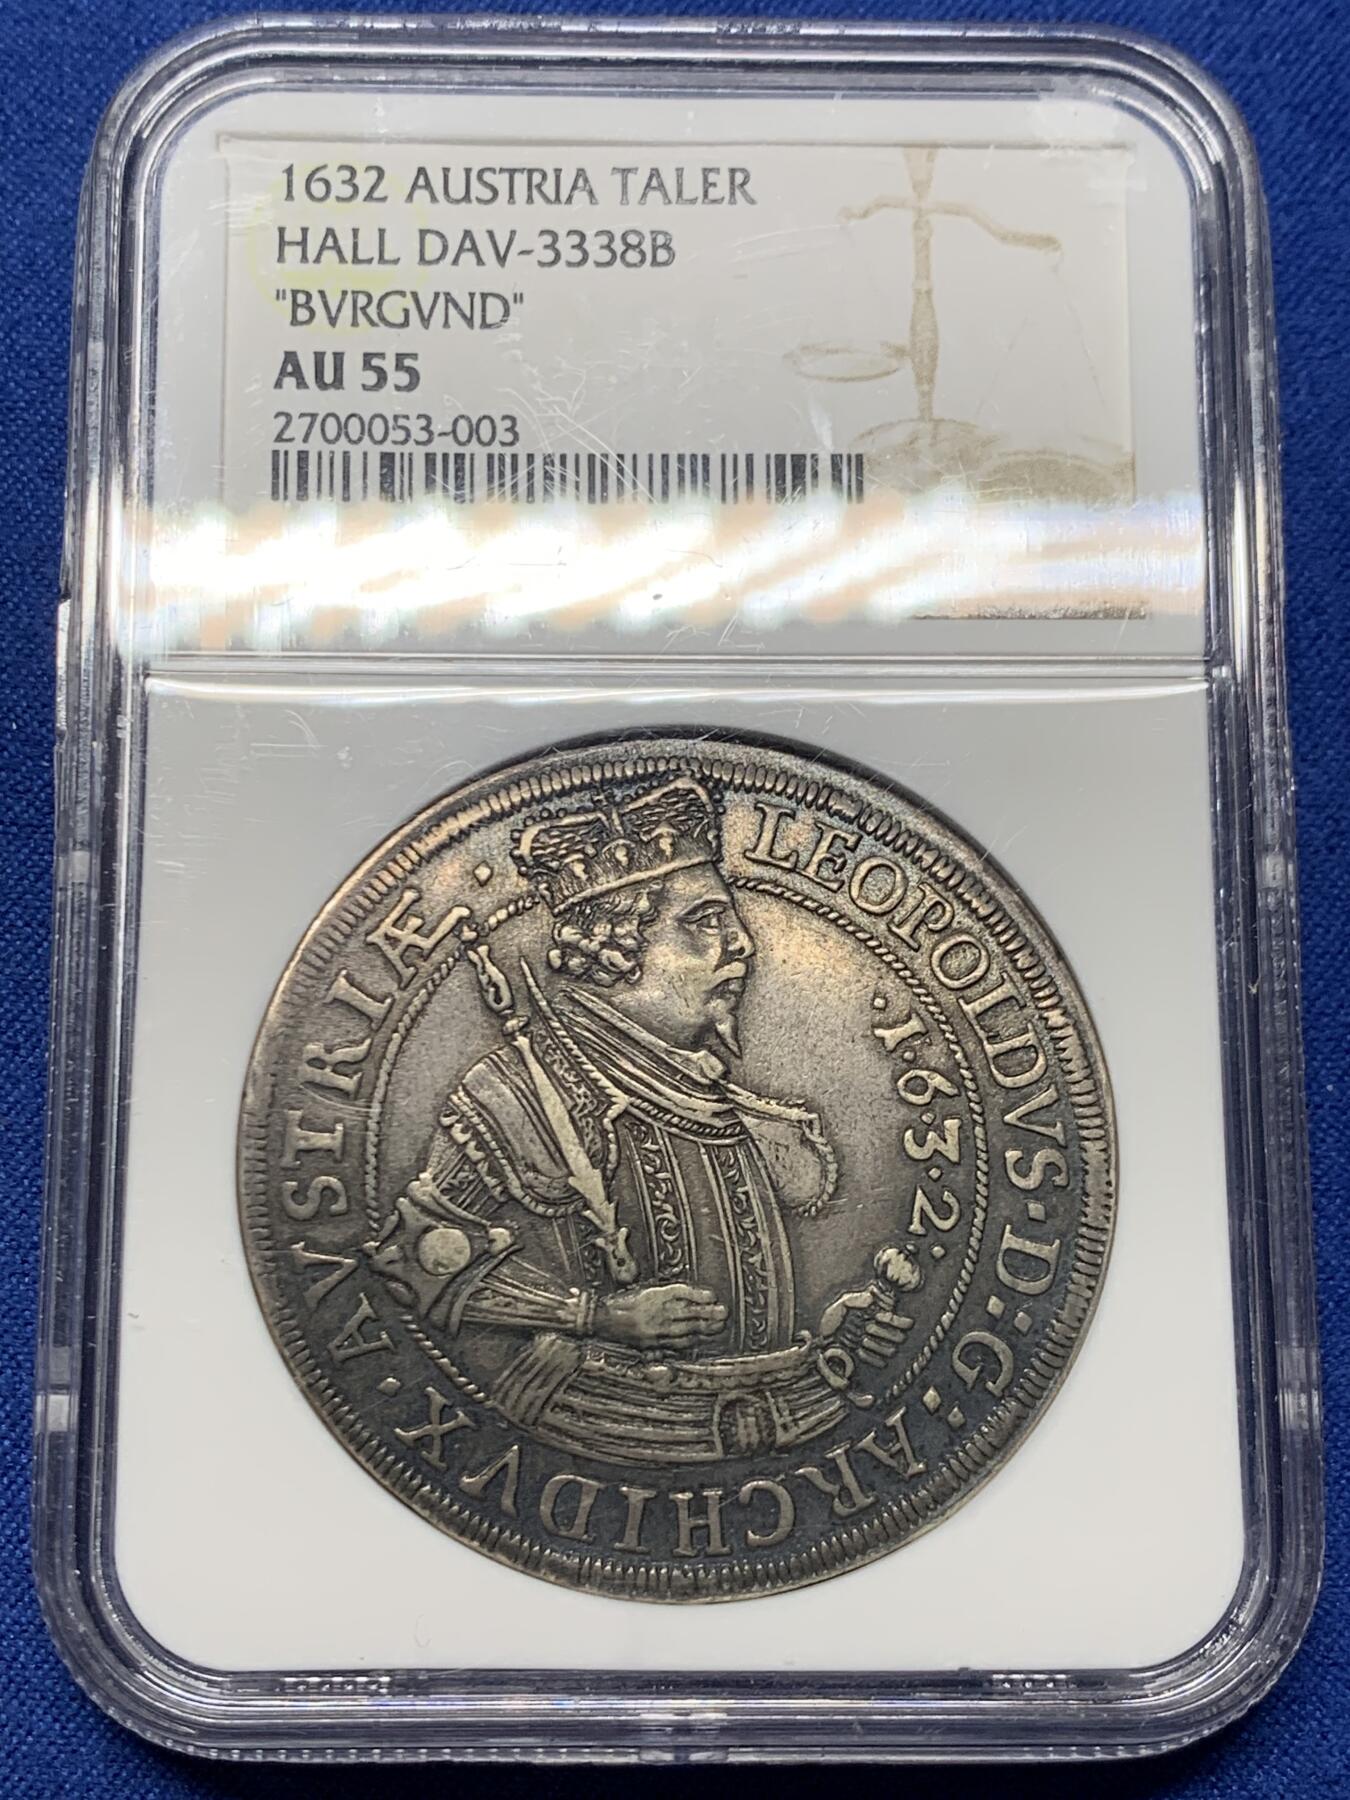 1632 AUSTRIA TALER
HALL DAV-3338B
"BVRGVND"
AU 55
2700053-003
LEOPOLDVS·D:G:ARCHIDVX·AVSTRIÆ·
·1·6·3·2·